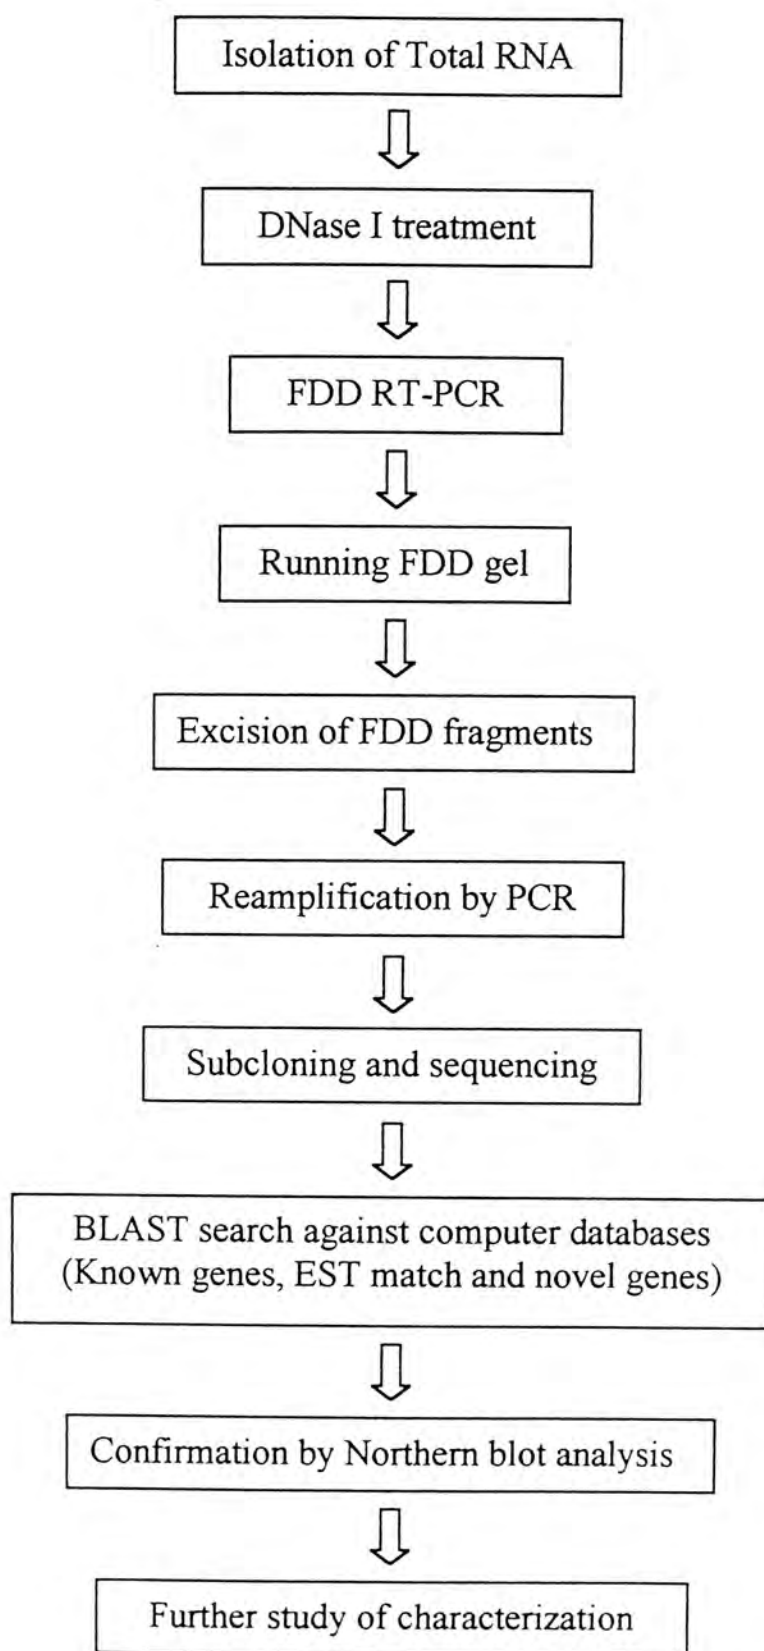 Isolation of Total RNA
DNase I treatment
FDD RT-PCR
Running FDD gel
Excision of FDD fragments
Reamplification by PCR
Subcloning and sequencing
BLAST search against computer databases
(Known genes, EST match and novel genes)
Confirmation by Northern blot analysis
Further study of characterization